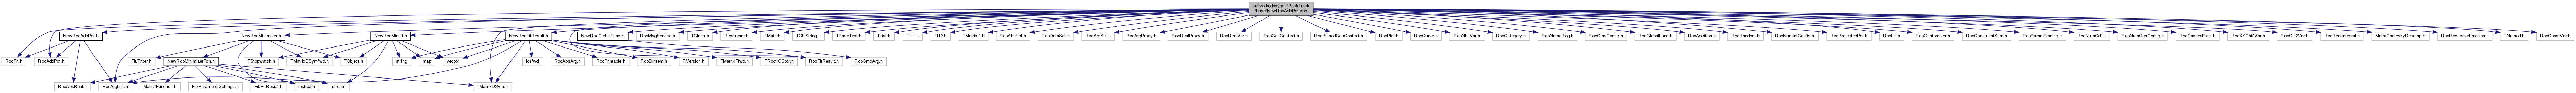 kaliveda.doxygen/BackTrack
/base/NewRooAddPdf.cpp
NewRooAddPdf.h
NewRooMinimizer.h
NewRooMinuit.h
NewRooFitResult.h
NewRooGlobalFunc.h
RooMsgService.h
TClass.h
Riostream.h
TMath.h
TObjString.h
TPaveText.h
TList.h
TH1.h
TH2.h
TMatrixD.h
RooAbsPdf.h
RooDataSet.h
RooArgSet.h
RooArgProxy.h
RooRealProxy.h
RooRealVar.h
RooGenContext.h
RooBinnedGenContext.h
RooPlot.h
RooCurve.h
RooNLLVar.h
RooCategory.h
RooNameReg.h
RooCmdConfig.h
RooGlobalFunc.h
RooAddition.h
RooRandom.h
RooNumIntConfig.h
RooProjectedPdf.h
RooInt.h
RooCustomizer.h
RooConstraintSum.h
RooParamBinning.h
RooNumCdf.h
RooNumGenConfig.h
RooCachedReal.h
RooXYChi2Var.h
RooChi2Var.h
RooRealIntegral.h
Math/CholeskyDecomp.h
RooRecursiveFraction.h
TNamed.h
RooConstVar.h
RooFit.h
RooAddPdf.h
Fit/Fitter.h
NewRooMinimizerFcn.h
TStopwatch.h
TMatrixDSymfwd.h
TObject.h
string
map
vector
iosfwd
RooAbsArg.h
RooPrintable.h
RooDirItem.h
RVersion.h
TMatrixFfwd.h
TRootIOCtor.h
RooFitResult.h
RooCmdArg.h
RooAbsReal.h
RooArgList.h
Math/IFunction.h
Fit/ParameterSettings.h
Fit/FitResult.h
iostream
fstream
TMatrixDSym.h